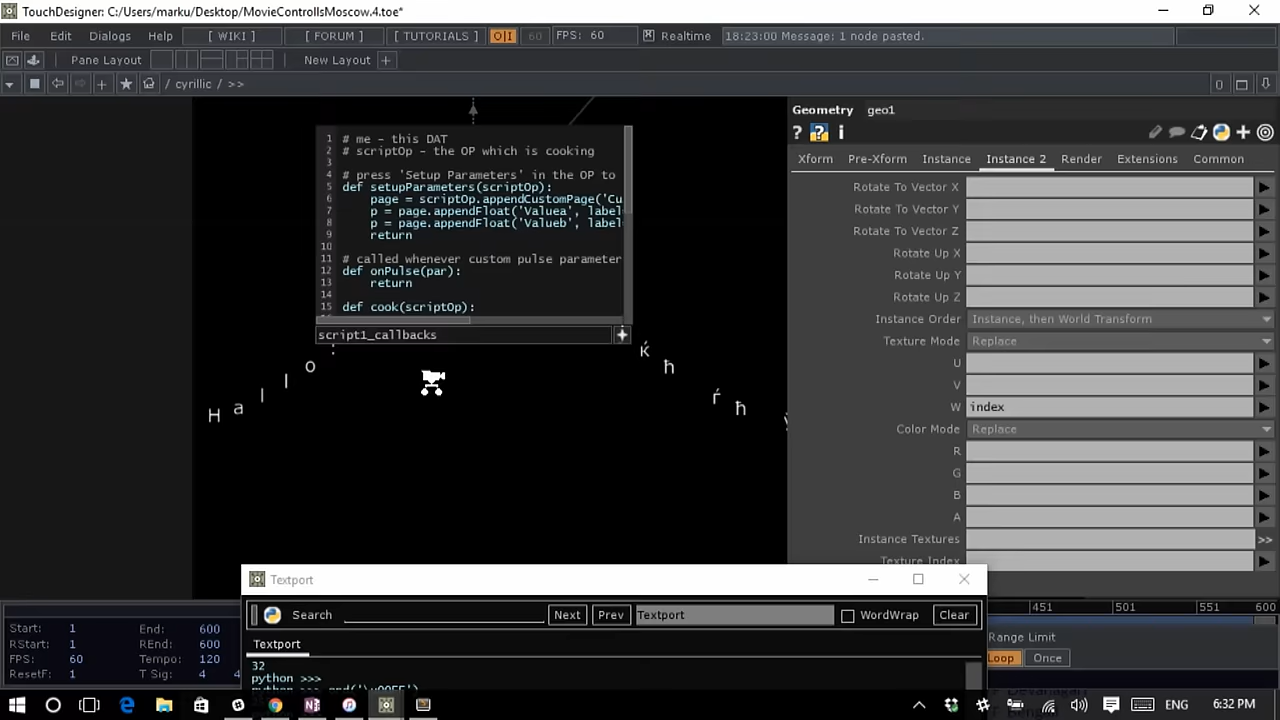 TouchDesigner: C:/Users/marku/Desktop/MovieControllsMoscow.4.toe*
File Edit Dialogs Help [ WIKI ] [ FORUM ] [ TUTORIALS ] O|I 60 FPS: 60 Realtime 18:23:00 Message: 1 node pasted.
Pane Layout New Layout +
/ cyrillic / >> 0
Geometry geo1
Xform Pre-Xform Instance Instance 2 Render Extensions Common
1 # me - this DAT
2 # scriptOp - the OP which is cooking
3
4 # press 'Setup Parameters' in the OP to
5 def setupParameters(scriptOp):
6 page = scriptOp.appendCustomPage('Cu
7 p = page.appendFloat('Valuea', label
8 p = page.appendFloat('Valueb', label
9 return
10
11 # called whenever custom pulse parameter
12 def onPulse(par):
13 return
14
15 def cook(scriptOp):
script1_callbacks
H a l l o : ќ ћ ѓ ћ
Rotate To Vector X
Rotate To Vector Y
Rotate To Vector Z
Rotate Up X
Rotate Up Y
Rotate Up Z
Instance Order Instance, then World Transform
Texture Mode Replace
U
V
W index
Color Mode Replace
R
G
B
A
Instance Textures >>
Texture Index
Textport
Search Next Prev Textport WordWrap Clear
Textport
32
python >>>
Start: 1 End: 600
RStart: 1 REnd: 600
FPS: 60 Tempo: 120
ResetF: 1 T Sig: 4 4
451 501 551 600
Range Limit
Loop Once
ENG 6:32 PM